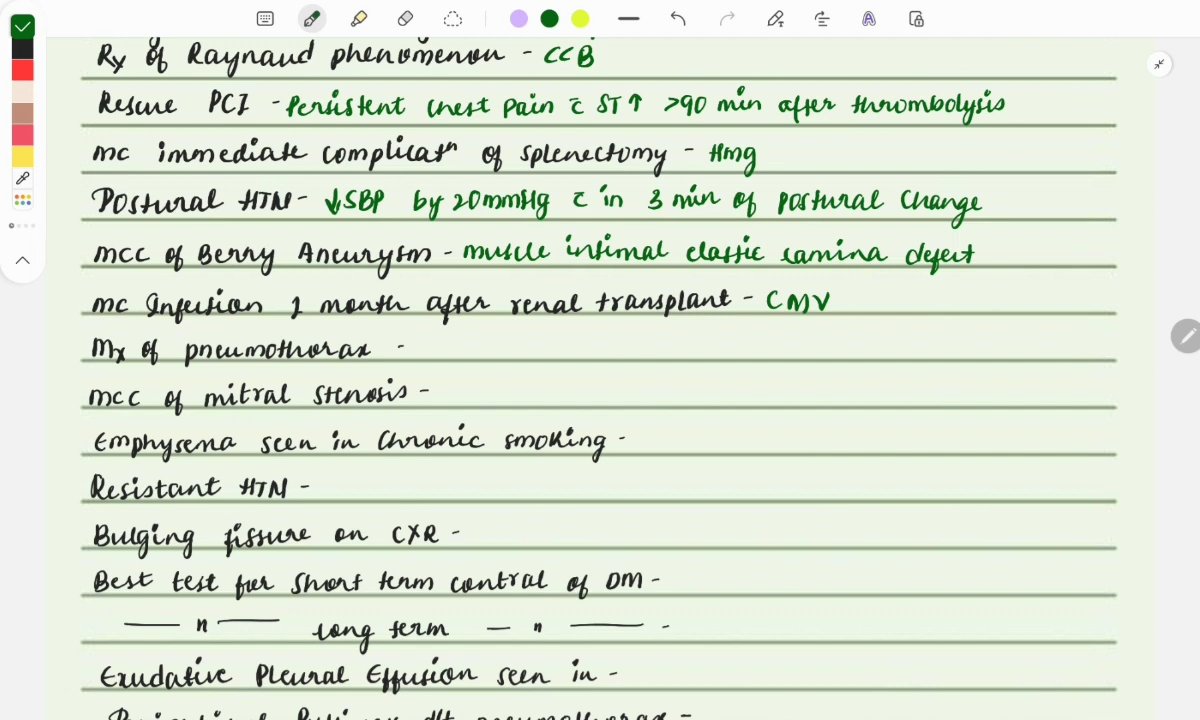 Rx of Raynaud phenomenon - CCB
Rescue PCI - Persistent chest pain c̄ ST↑ >90 min after thrombolysis
mc immediate complicatⁿ of splenectomy - Hmg
Postural HTN - ↓SBP by 20mmHg c̄ in 3 min of postural change
mcc of Berry Aneurysm - muscle intimal elastic lamina defect
mc Infection 1 month after renal transplant - CMV
Mx of pneumothorax -
mcc of mitral stenosis -
Emphysema seen in chronic smoking -
Resistant HTN -
Bulging fissure on CXR -
Best test for short term control of DM -
—— " —— long term — " —— -
Exudative Pleural Effusion seen in -